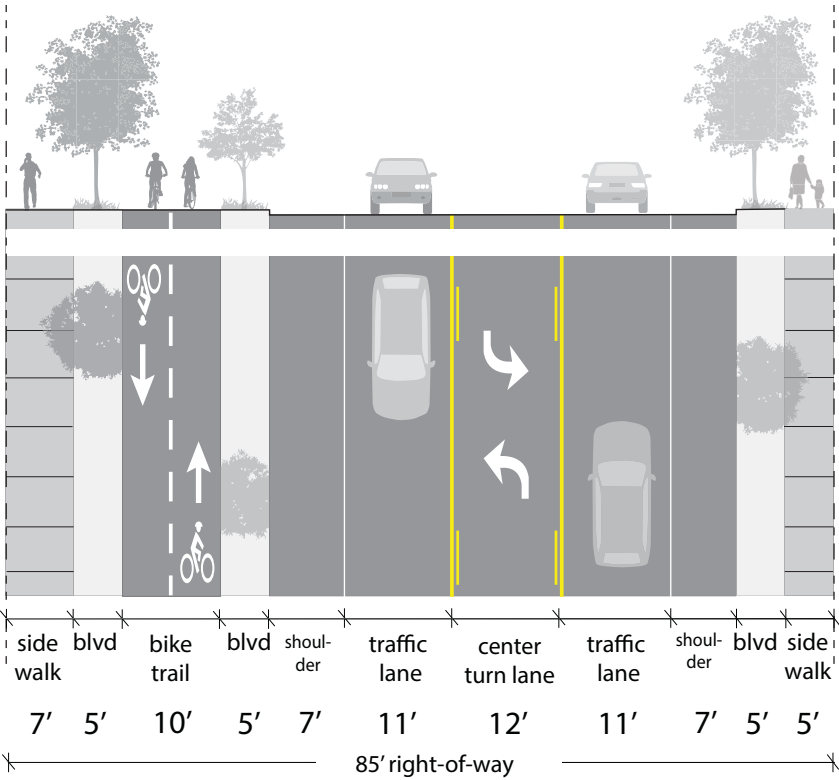 side walk
blvd
bike trail
blvd
shoul-
der
traffic lane
center turn lane
traffic lane
shoul-
der
blvd
side walk
7’ 5’ 10’ 5’ 7’ 11’ 12’ 11’ 7’ 5’ 5’
85’ right-of-way